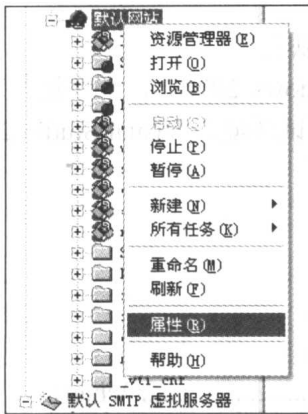 默认网站
资源管理器(E)
打开(O)
浏览(B)
启动(S)
停止(P)
暂停(A)
新建(N)
所有任务(K)
重命名(M)
刷新(F)
属性(R)
帮助(H)
_vti_cnf
默认 SMTP 虚拟服务器